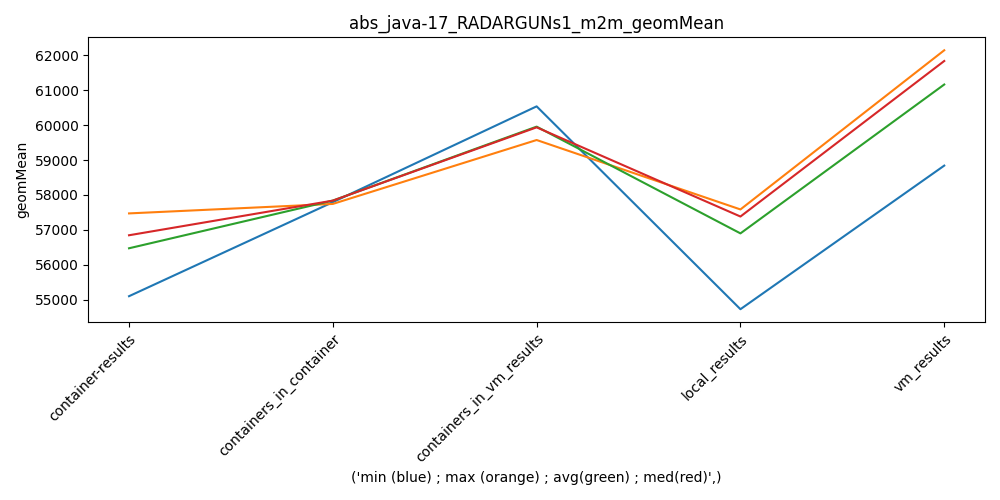 abs_java-17_RADARGUNs1_m2m_geomMean
geomMean
62000
61000
60000
59000
58000
57000
56000
55000
container-results
containers_in_container
containers_in_vm_results
local_results
vm_results
('min (blue) ; max (orange) ; avg(green) ; med(red)',)